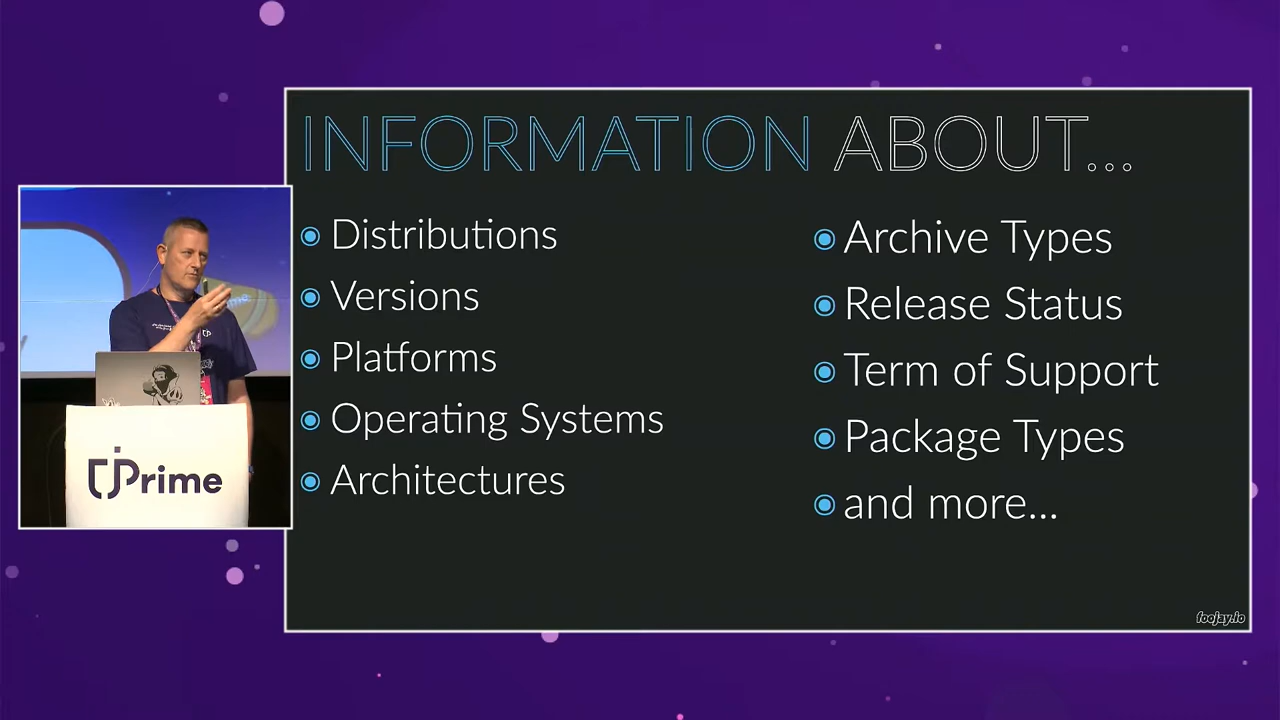 INFORMATION ABOUT...
Distributions
Versions
Platforms
Operating Systems
Architectures
Archive Types
Release Status
Term of Support
Package Types
and more...
foojay.io
jPrime